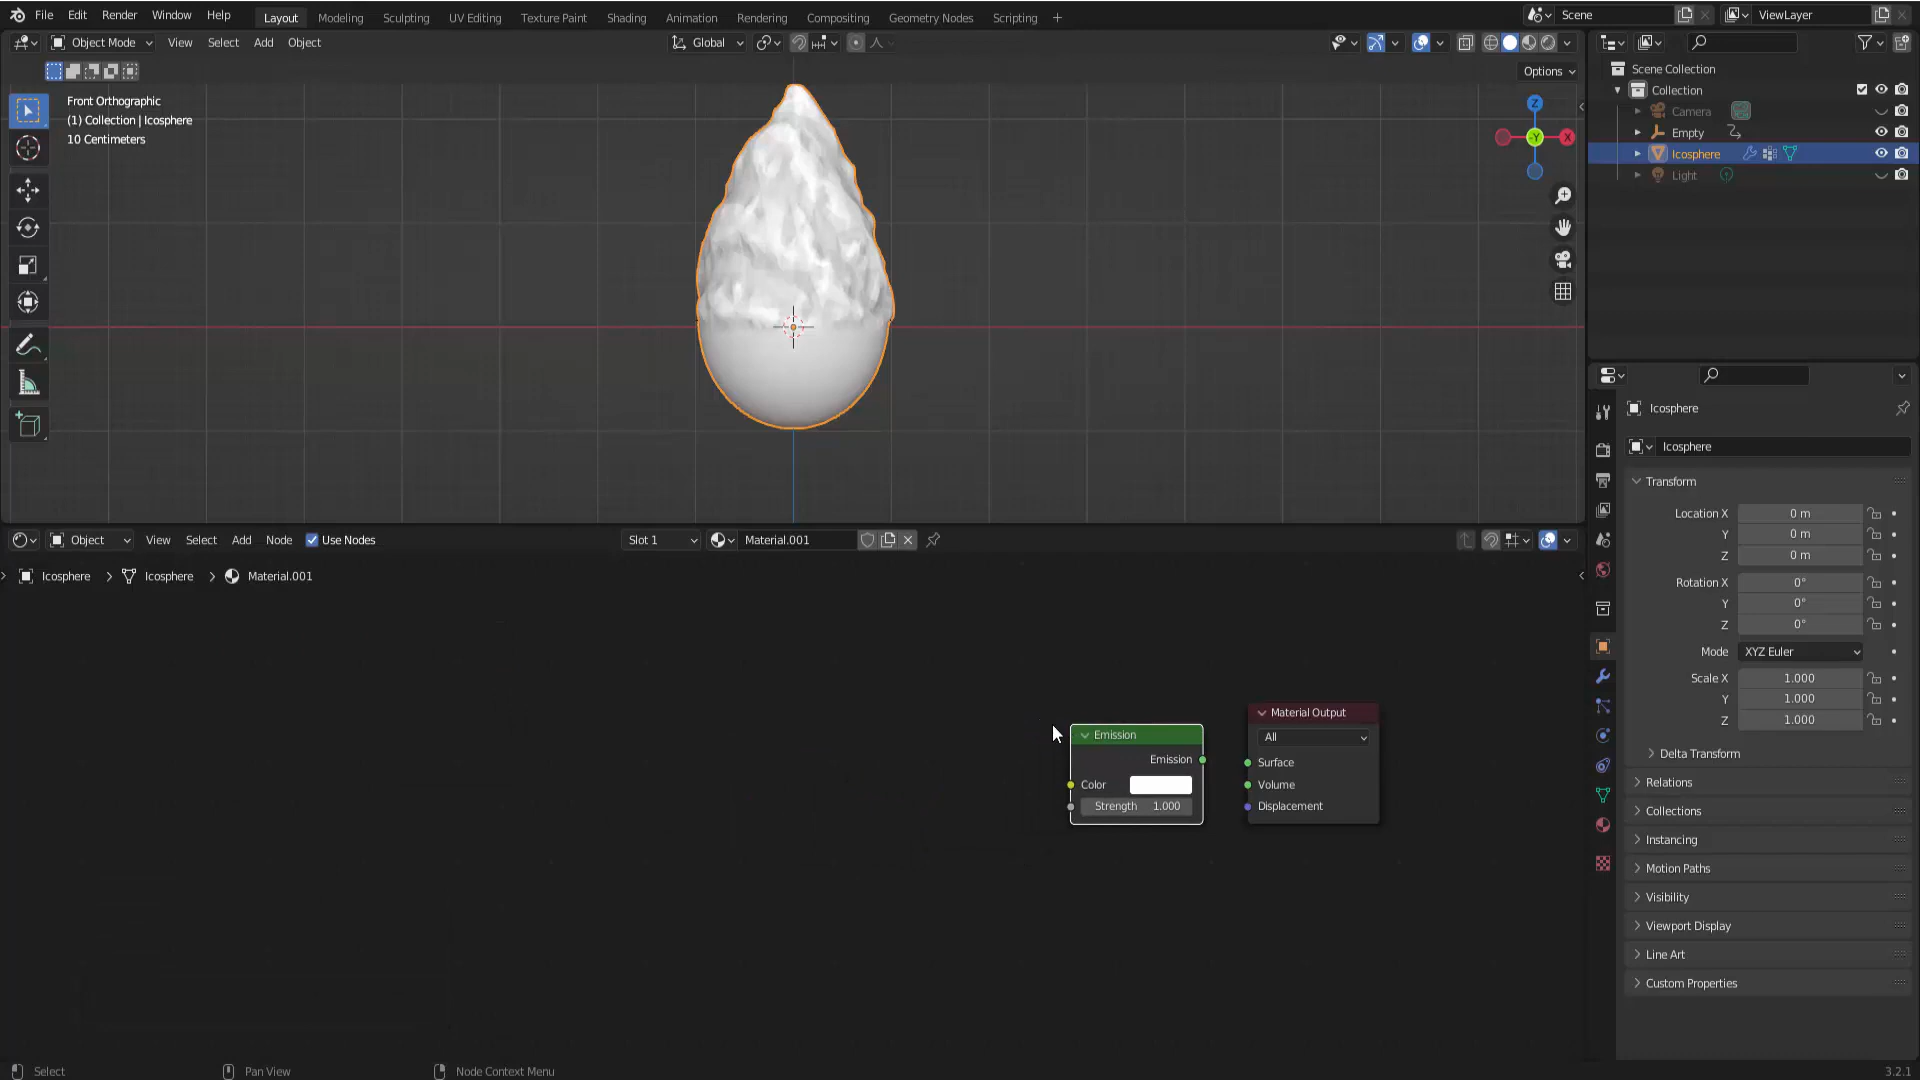 File Edit Render Window Help Layout Modeling Sculpting UV Editing Texture Paint Shading Animation Rendering Compositing Geometry Nodes Scripting + Scene ViewLayer
Object Mode View Select Add Object Global
Options
Front Orthographic
(1) Collection | Icosphere
10 Centimeters
Z
-Y
X
Scene Collection
Collection
Camera
Empty
Icosphere
Light
Icosphere
Icosphere
Transform
Location X 0 m
Y 0 m
Z 0 m
Rotation X 0°
Y 0°
Z 0°
Mode XYZ Euler
Scale X 1.000
Y 1.000
Z 1.000
Delta Transform
Relations
Collections
Instancing
Motion Paths
Visibility
Viewport Display
Line Art
Custom Properties
Object View Select Add Node Use Nodes Slot 1 Material.001
Icosphere > Icosphere > Material.001
Emission
Emission
Color
Strength 1.000
Material Output
All
Surface
Volume
Displacement
Select Pan View Node Context Menu 3.2.1